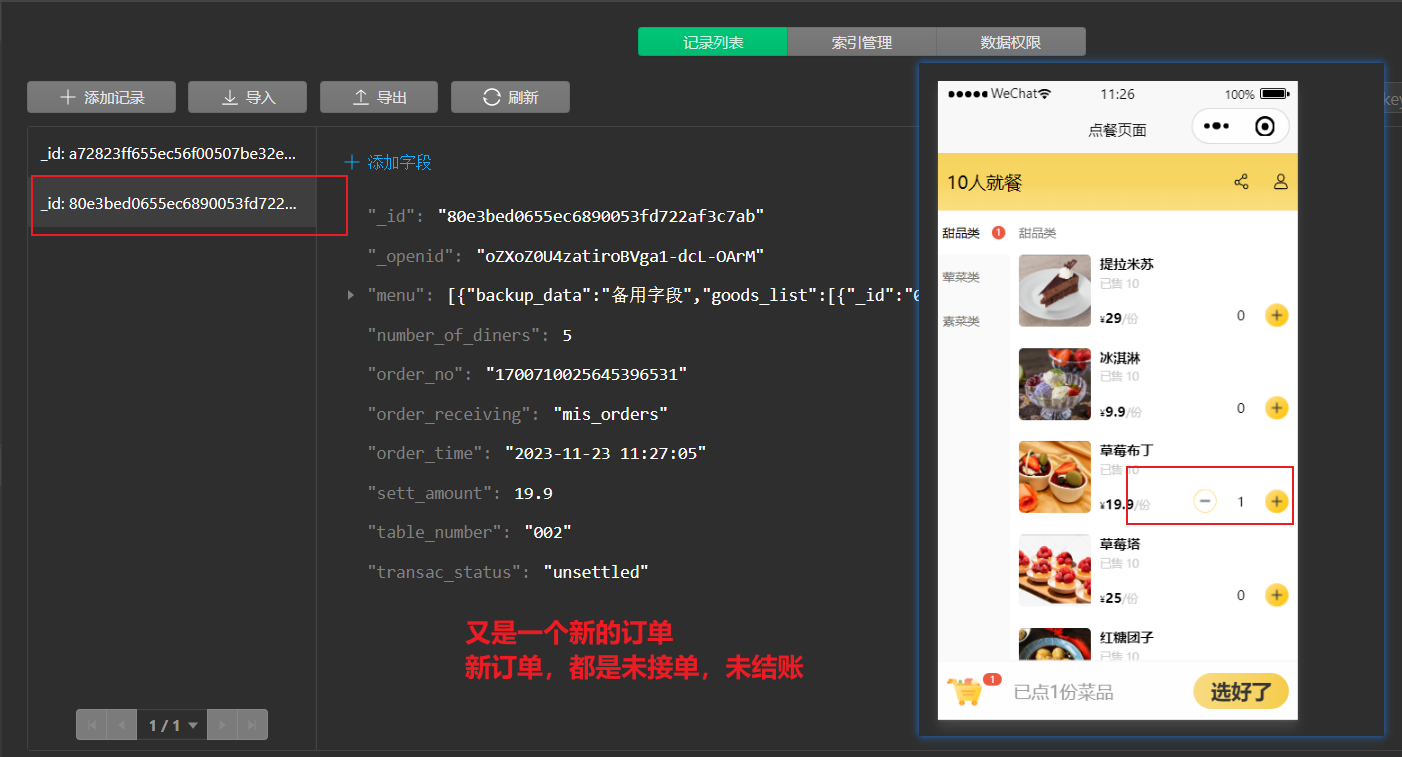 记录列表
索引管理
数据权限
添加记录
导入
导出
刷新
_id: a72823ff655ec56f00507be32e...
_id: 80e3bed0655ec6890053fd722...
添加字段
"_id": "80e3bed0655ec6890053fd722af3c7ab"
"_openid": "oZXoZ0U4zatiroBVga1-dcL-OArM"
"menu": [{"backup_data":"备用字段","goods_list":[{"_id":"0
"number_of_diners": 5
"order_no": "1700710025645396531"
"order_receiving": "mis_orders"
"order_time": "2023-11-23 11:27:05"
"sett_amount": 19.9
"table_number": "002"
"transac_status": "unsettled"
又是一个新的订单
新订单，都是未接单，未结账
1 / 1
key
WeChat 11:26 100%
点餐页面
10人就餐
甜品类 1
荤菜类
素菜类
甜品类
提拉米苏
已售 10
¥29/份 0
冰淇淋
已售 10
¥9.9/份 0
草莓布丁
已售 10
¥19.9/份 1
草莓塔
已售 10
¥25/份 0
红糖团子
已售 10
1 已点1份菜品 选好了